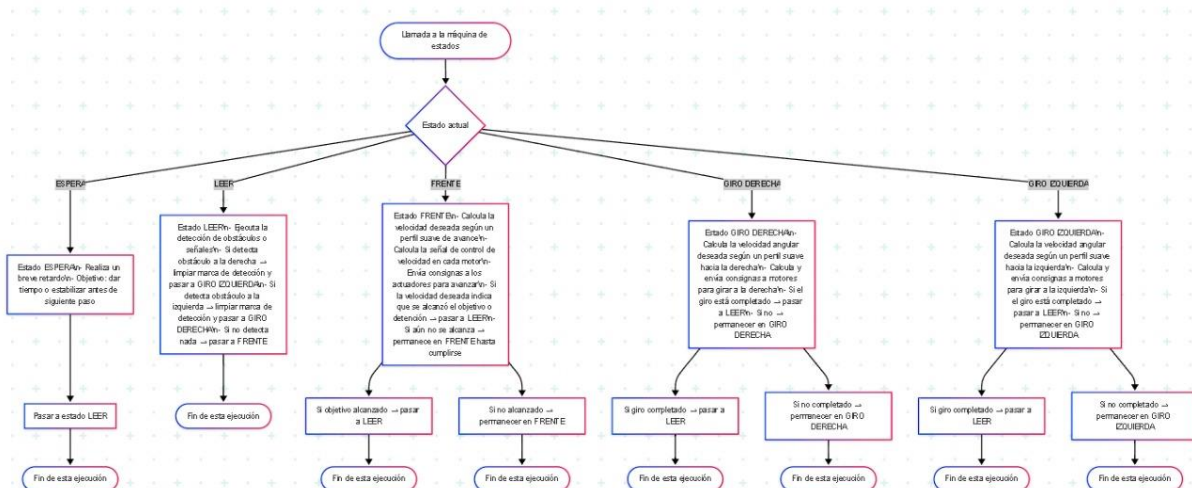 Llamada a la máquina de
estados
Estado actual
ESPERA
LEER
FRENTE
GIRO DERECHA
GIRO IZQUIERDA
Estado ESPERA\n- Realiza un
breve retardo\n- Objetivo: dar
tiempo o estabilizar antes de
siguiente paso
Estado LEER\n- Ejecuta la
detección de obstáculos o
señales\n- Si detecta
obstáculo a la derecha →
limpiar marca de detección y
pasar a GIRO IZQUIERDA\n- Si
detecta obstáculo a la
izquierda → limpiar marca
de detección y pasar a GIRO
DERECHA\n- Si no detecta
nada → pasar a FRENTE
Estado FRENTE\n- Calcula la
velocidad deseada según un
perfil suave de avance\n-
Calcula la señal de control de
velocidad en cada motor\n-
Envía consignas a los
actuadores para avanzar\n- Si
la velocidad deseada indica
que se alcanzó el objetivo o
detención → pasar a LEER\n-
Si aún no se alcanza →
permanece en FRENTE hasta
cumplirse
Estado GIRO DERECHA\n-
Calcula la velocidad angular
deseada según un perfil suave
hacia la derecha\n- Calcula y
envía consignas a motores
para girar a la derecha\n- Si el
giro está completado → pasar
a LEER\n- Si no →
permanecer en GIRO
DERECHA
Estado GIRO IZQUIERDA\n-
Calcula la velocidad angular
deseada según un perfil suave
hacia la izquierda\n- Calcula y
envía consignas a motores
para girar a la izquierda\n- Si
el giro está completado →
pasar a LEER\n- Si no →
permanecer en GIRO
IZQUIERDA
Pasar a estado LEER
Fin de esta ejecución
Si objetivo alcanzado → pasar
a LEER
Si no alcanzado →
permanecer en FRENTE
Si giro completado → pasar a
LEER
Si no completado →
permanecer en GIRO
DERECHA
Si giro completado → pasar a
LEER
Si no completado →
permanecer en GIRO
IZQUIERDA
Fin de esta ejecución
Fin de esta ejecución
Fin de esta ejecución
Fin de esta ejecución
Fin de esta ejecución
Fin de esta ejecución
Fin de esta ejecución